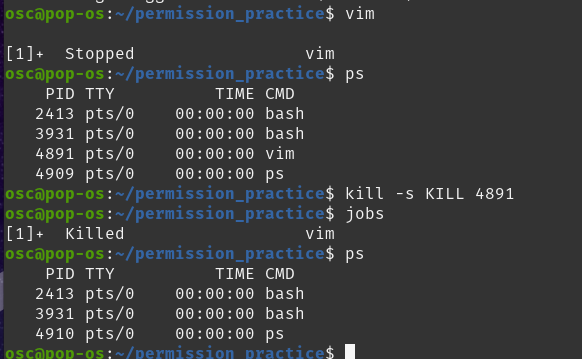 osc@pop-os:~/permission_practice$ vim
[1]+  Stopped                 vim
osc@pop-os:~/permission_practice$ ps
    PID TTY          TIME CMD
   2413 pts/0    00:00:00 bash
   3931 pts/0    00:00:00 bash
   4891 pts/0    00:00:00 vim
   4909 pts/0    00:00:00 ps
osc@pop-os:~/permission_practice$ kill -s KILL 4891
osc@pop-os:~/permission_practice$ jobs
[1]+  Killed                  vim
osc@pop-os:~/permission_practice$ ps
    PID TTY          TIME CMD
   2413 pts/0    00:00:00 bash
   3931 pts/0    00:00:00 bash
   4910 pts/0    00:00:00 ps
osc@pop-os:~/permission_practice$